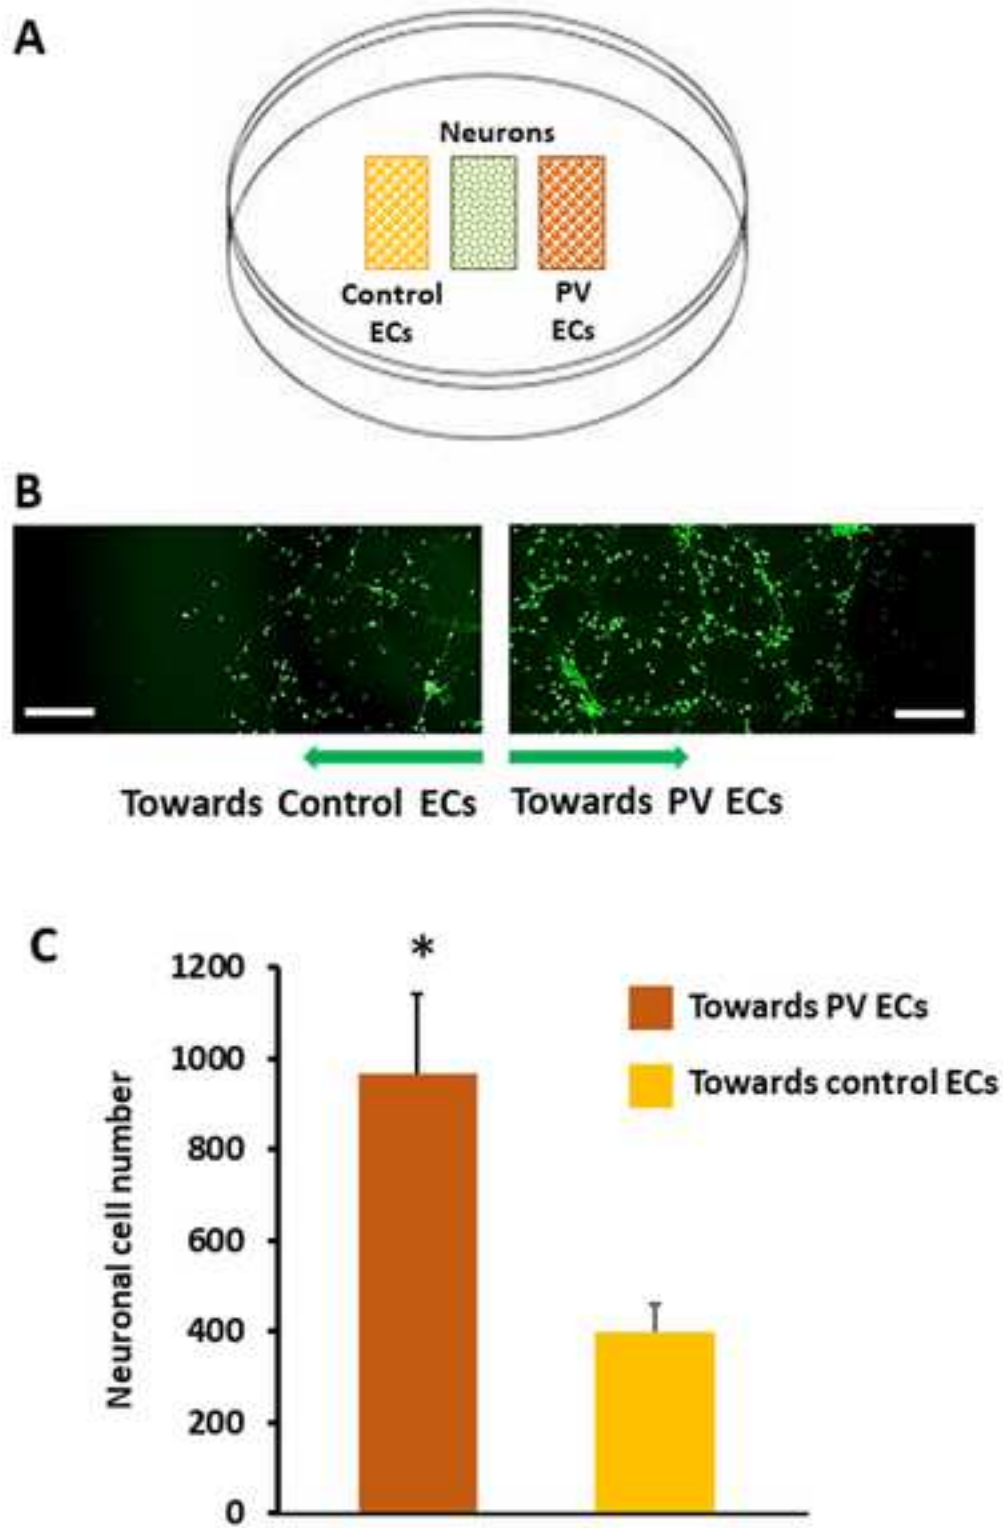 A
Neurons
Control
ECs
PV
ECs
B
Towards Control ECs
Towards PV ECs
C
*
1200
1000
800
600
400
200
0
Neuronal cell number
Towards PV ECs
Towards control ECs